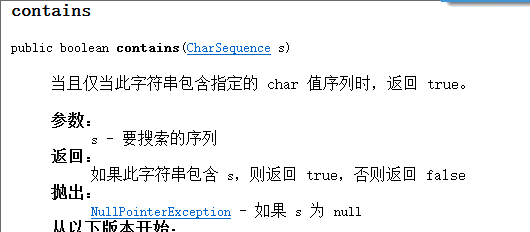 contains
public boolean contains(CharSequence s)
当且仅当此字符串包含指定的 char 值序列时，返回 true。
参数：
s - 要搜索的序列
返回：
如果此字符串包含 s，则返回 true，否则返回 false
抛出：
NullPointerException - 如果 s 为 null
从以下版本开始：